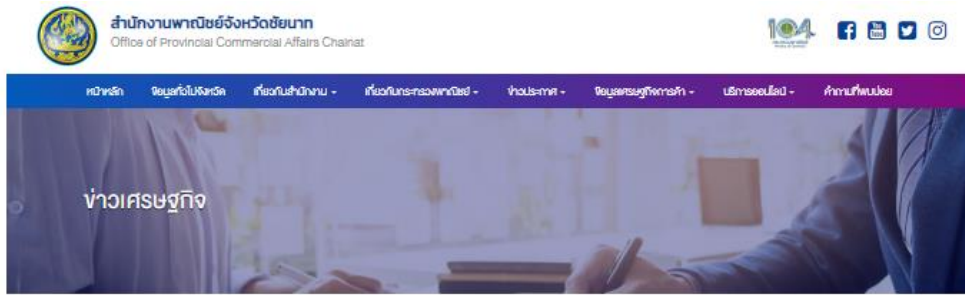 สำนักงานพาณิชย์จังหวัดชัยนาท
Office of Provincial Commercial Affairs Chainat
104
หน้าหลัก ข้อมูลทั่วไปจังหวัด เกี่ยวกับสำนักงาน เกี่ยวกับกระทรวงพาณิชย์ ข่าวประกาศ ข้อมูลเศรษฐกิจการค้า บริการออนไลน์ คำถามที่พบบ่อย
ข่าวเศรษฐกิจ